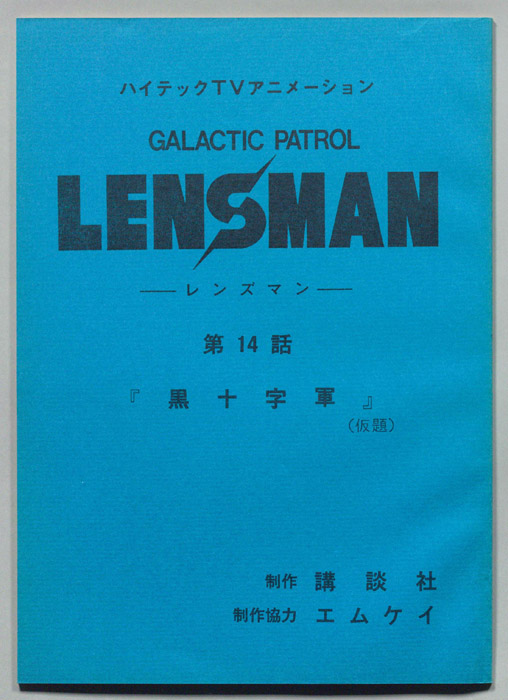 ハイテックTVアニメーション
GALACTIC PATROL
LENSMAN
―レンズマン―
第14話
『黒十字軍』
(仮題)
制作 講談社
制作協力 エムケイ